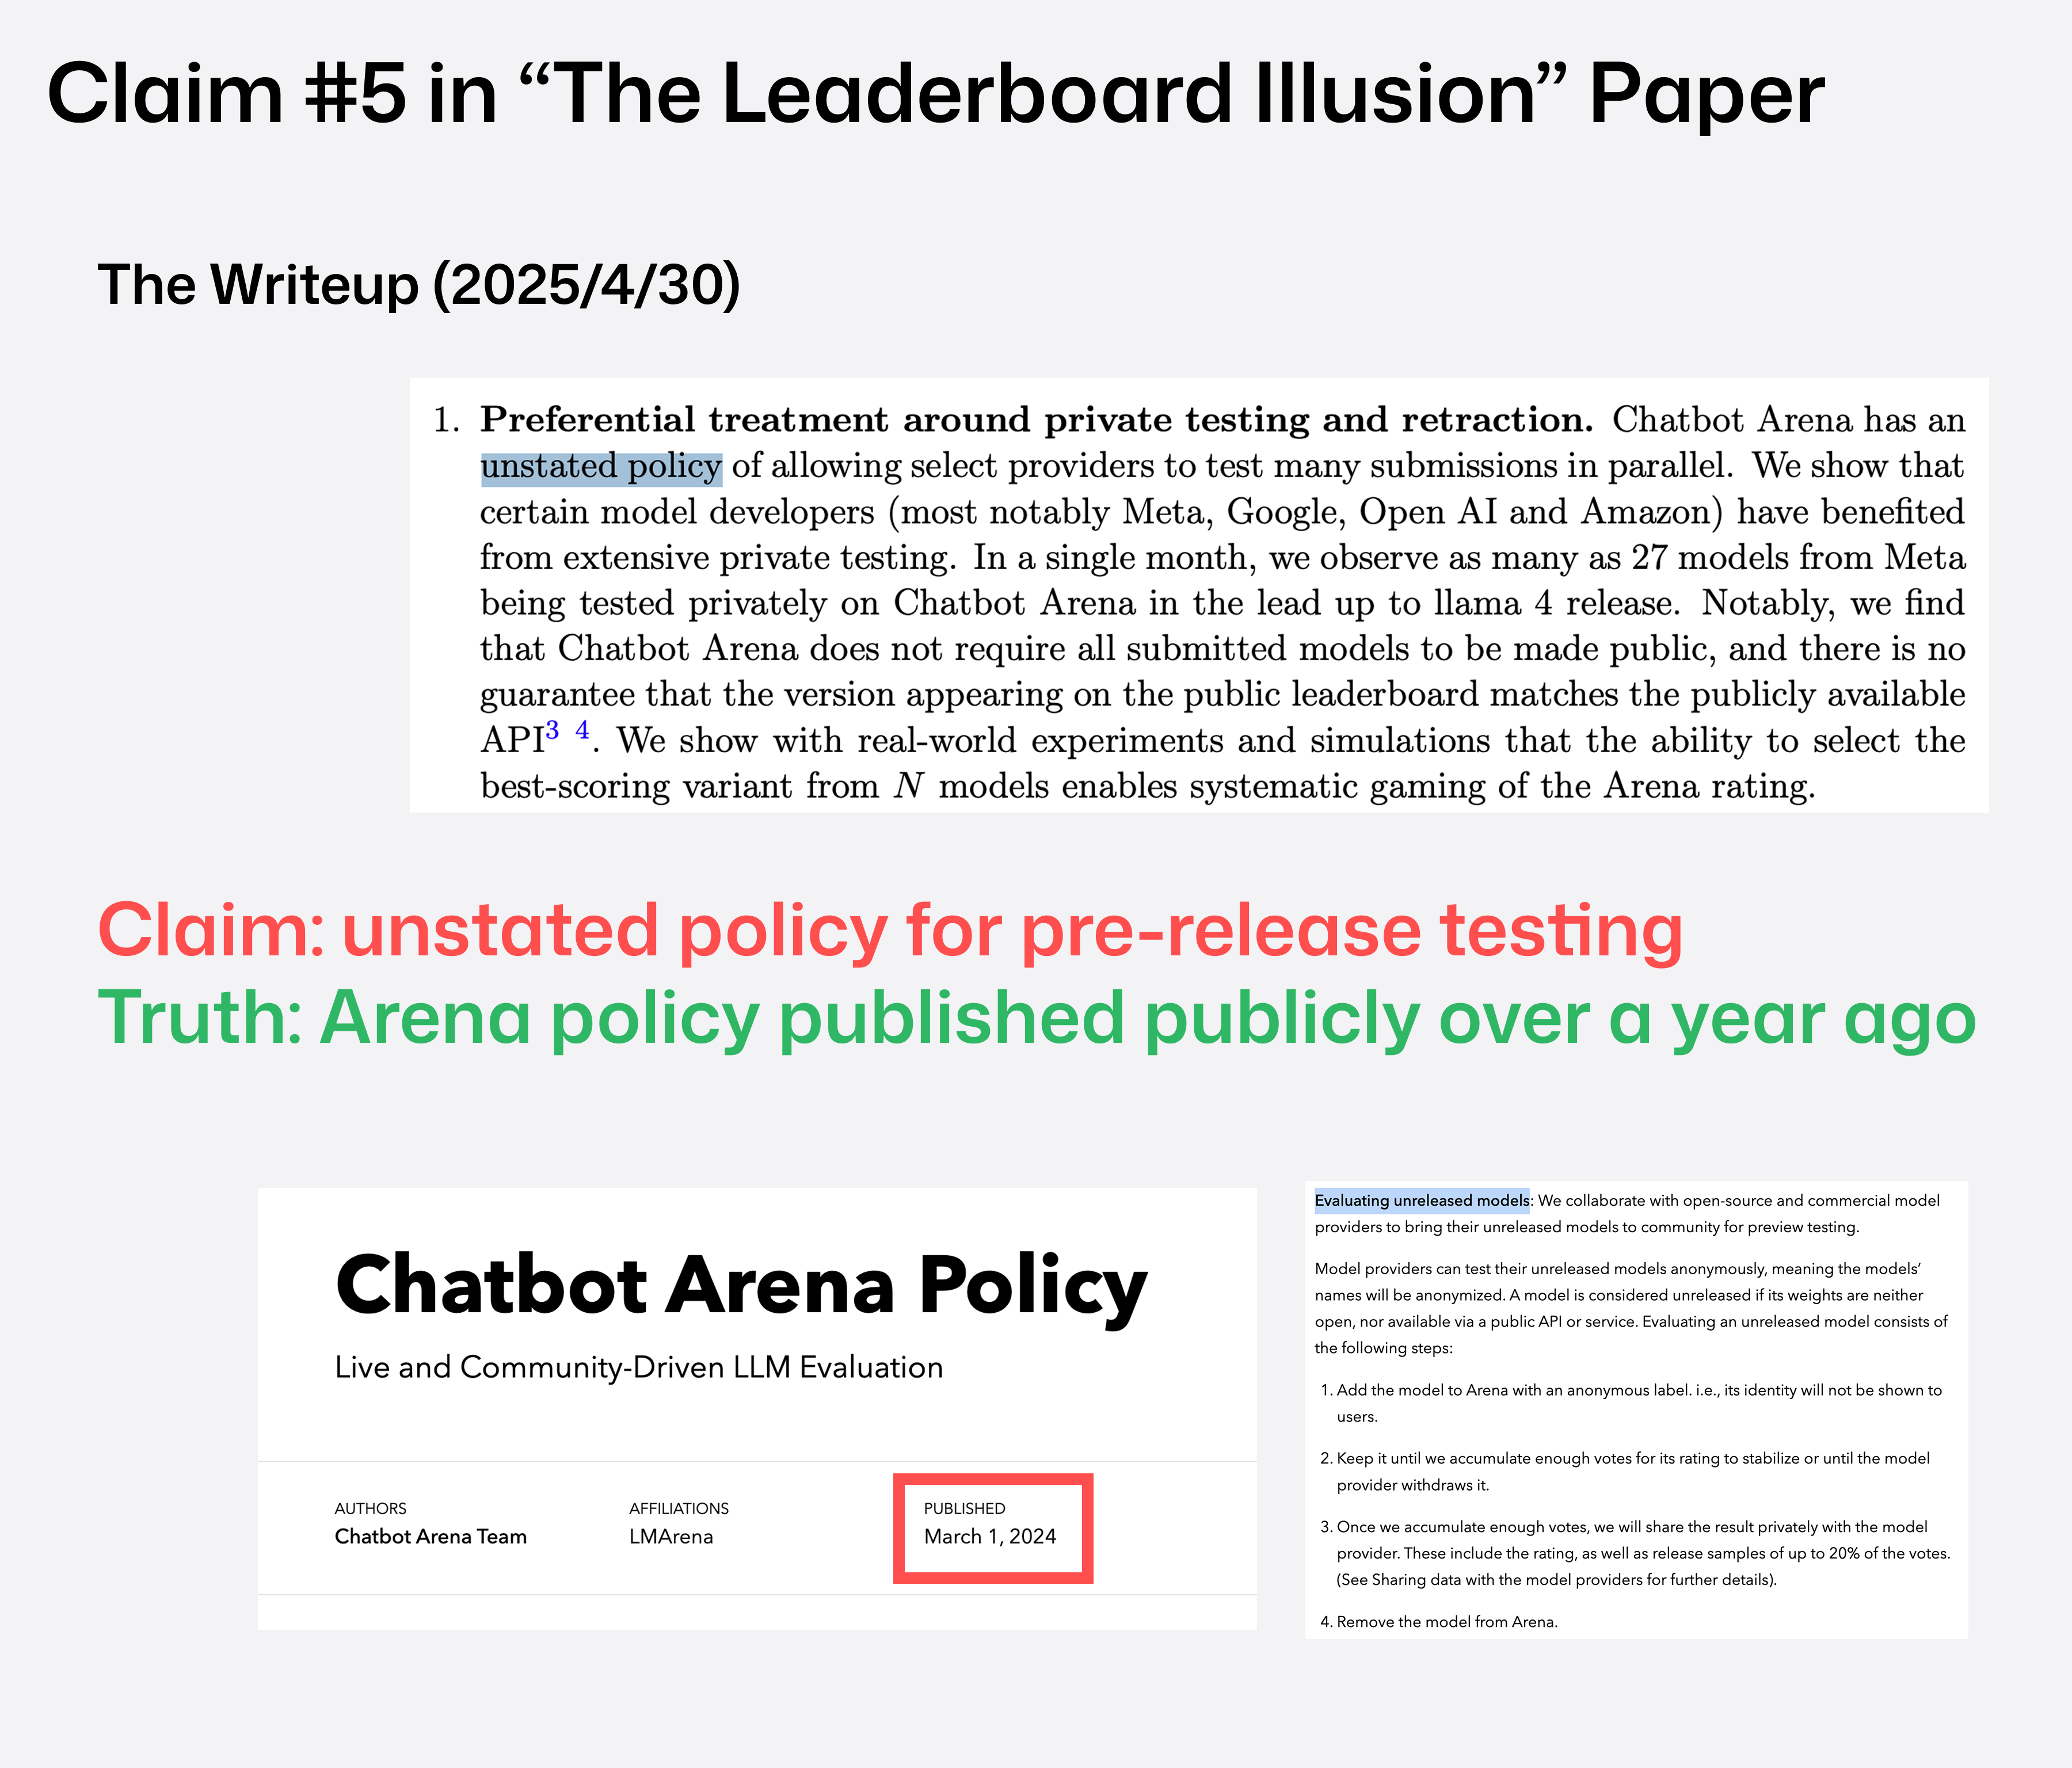 Claim #5 in “The Leaderboard Illusion” Paper
The Writeup (2025/4/30)
1. Preferential treatment around private testing and retraction. Chatbot Arena has an
unstated policy of allowing select providers to test many submissions in parallel. We show that
certain model developers (most notably Meta, Google, Open AI and Amazon) have benefited
from extensive private testing. In a single month, we observe as many as 27 models from Meta
being tested privately on Chatbot Arena in the lead up to llama 4 release. Notably, we find
that Chatbot Arena does not require all submitted models to be made public, and there is no
guarantee that the version appearing on the public leaderboard matches the publicly available
API3 4. We show with real-world experiments and simulations that the ability to select the
best-scoring variant from N models enables systematic gaming of the Arena rating.
Claim: unstated policy for pre-release testing
Truth: Arena policy published publicly over a year ago
Chatbot Arena Policy
Live and Community-Driven LLM Evaluation
AUTHORS
Chatbot Arena Team
AFFILIATIONS
LMArena
PUBLISHED
March 1, 2024
Evaluating unreleased models: We collaborate with open-source and commercial model
providers to bring their unreleased models to community for preview testing.
Model providers can test their unreleased models anonymously, meaning the models’
names will be anonymized. A model is considered unreleased if its weights are neither
open, nor available via a public API or service. Evaluating an unreleased model consists of
the following steps:
1. Add the model to Arena with an anonymous label. i.e., its identity will not be shown to
users.
2. Keep it until we accumulate enough votes for its rating to stabilize or until the model
provider withdraws it.
3. Once we accumulate enough votes, we will share the result privately with the model
provider. These include the rating, as well as release samples of up to 20% of the votes.
(See Sharing data with the model providers for further details).
4. Remove the model from Arena.